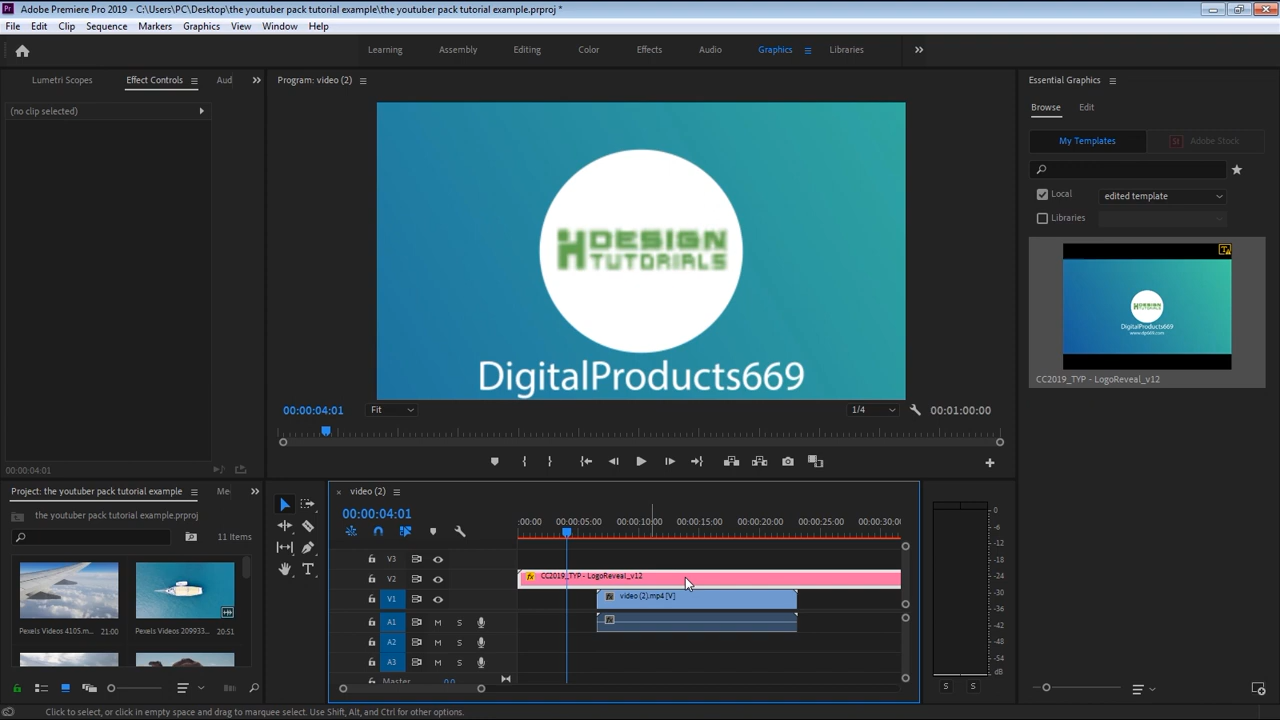 Adobe Premiere Pro 2019 - C:\Users\PC\Desktop\the youtuber pack tutorial example\the youtuber pack tutorial example.prproj *
File Edit Clip Sequence Markers Graphics View Window Help
Learning Assembly Editing Color Effects Audio Graphics Libraries
Lumetri Scopes Effect Controls Aud
Program: video (2)
Essential Graphics
(no clip selected)
Browse Edit
My Templates St Adobe Stock
Local edited template
Libraries
DESIGN
TUTORIALS
DigitalProducts669
DESIGN
TUTORIALS
DigitalProducts669
www.dp669.com
CC2019_TYP - LogoReveal_v12
00:00:04:01 Fit 1/4 00:01:00:00
00:00:04:01
Project: the youtuber pack tutorial example Me
the youtuber pack tutorial example.prproj
11 Items
Pexels Videos 4105.m... 21:00
Pexels Videos 209933... 20:51
video (2)
00:00:04:01
:00:00 00:00:05:00 00:00:10:00 00:00:15:00 00:00:20:00 00:00:25:00 00:00:30:00
V3
V2 CC2019_TYP - LogoReveal_v12
V1 video (2).mp4 [V]
A1 M S
A2 M S
A3 M S
Master 0.0
0
-6
-12
-18
-24
-30
-36
-42
-48
-54
dB
S S
Click to select, or click in empty space and drag to marquee select. Use Shift, Alt, and Ctrl for other options.